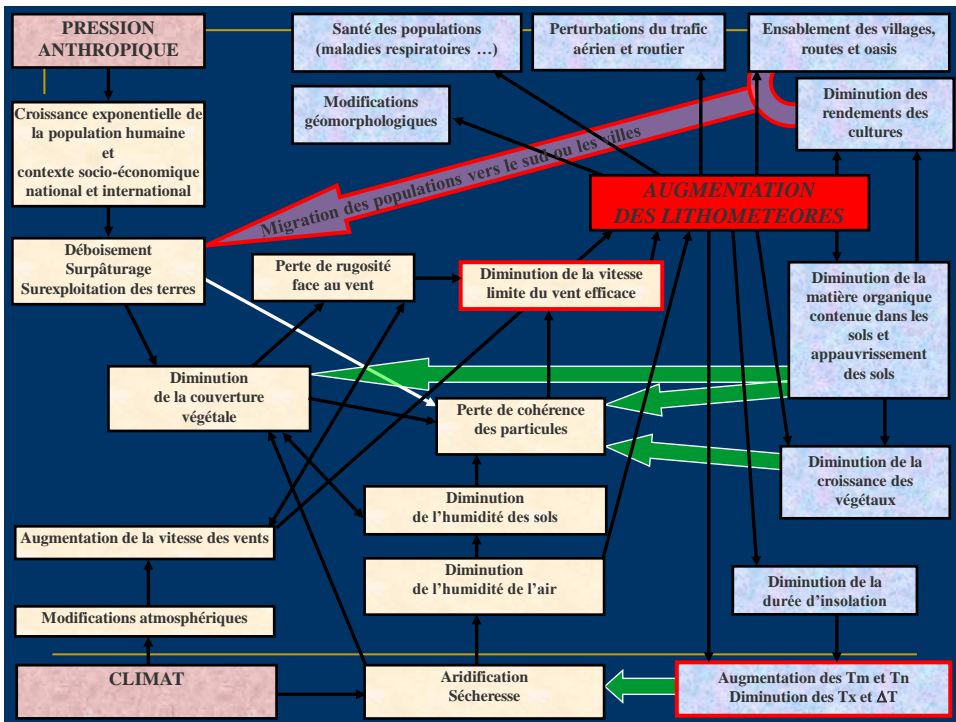 PRESSION
ANTHROPIQUE
Santé des populations
(maladies respiratoires …)
Perturbations du trafic
aérien et routier
Ensablement des villages,
routes et oasis
Croissance exponentielle de
la population humaine
et
contexte socio-économique
national et international
Modifications
géomorphologiques
Diminution des
rendements des
cultures
Migration des populations vers le sud ou les villes
AUGMENTATION
DES LITHOMETEORES
Déboisement
Surpâturage
Surexploitation des terres
Perte de rugosité
face au vent
Diminution de la vitesse
limite du vent efficace
Diminution de la
matière organique
contenue dans les
sols et
appauvrissement
des sols
Diminution
de la couverture
végétale
Perte de cohérence
des particules
Diminution de la
croissance des
végétaux
Diminution
de l'humidité des sols
Augmentation de la vitesse des vents
Diminution
de l'humidité de l'air
Diminution de la
durée d'insolation
Modifications atmosphériques
CLIMAT
Aridification
Sécheresse
Augmentation des Tm et Tn
Diminution des Tx et ΔT